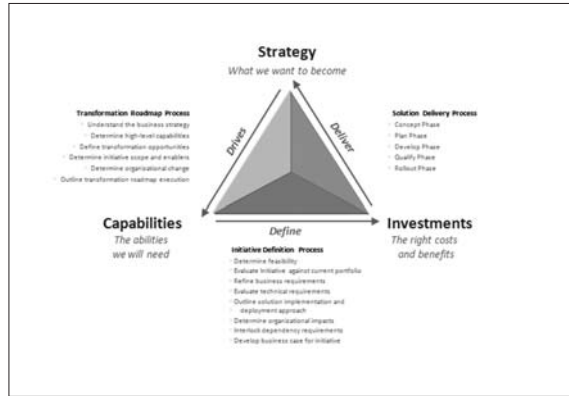 Strategy
What we want to become
Transformation Roadmap Process
Understand the business strategy
Determine high-level capabilities
Define transformation opportunities
Determine initiative scope and enablers
Determine organizational change
Outline transformation roadmap execution
Drives
Deliver
Solution Delivery Process
Concept Phase
Plan Phase
Develop Phase
Qualify Phase
Rollout Phase
Capabilities
The abilities
we will need
Define
Investments
The right costs
and benefits
Initiative Definition Process
Determine feasibility
Evaluate Initiative against current portfolio
Refine business requirements
Evaluate technical requirements
Outline solution implementation and
deployment approach
Determine organizational impacts
Interlock dependency requirements
Develop business case for initiative